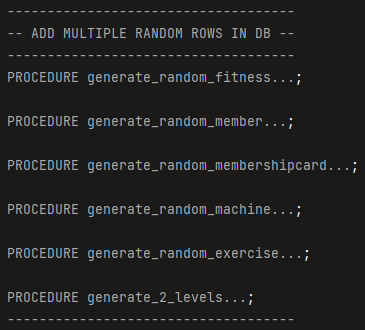 ------------------------------------
-- ADD MULTIPLE RANDOM ROWS IN DB --
------------------------------------
PROCEDURE generate_random_fitness...;
PROCEDURE generate_random_member...;
PROCEDURE generate_random_membershipcard...;
PROCEDURE generate_random_machine...;
PROCEDURE generate_random_exercise...;
PROCEDURE generate_2_levels...;
------------------------------------